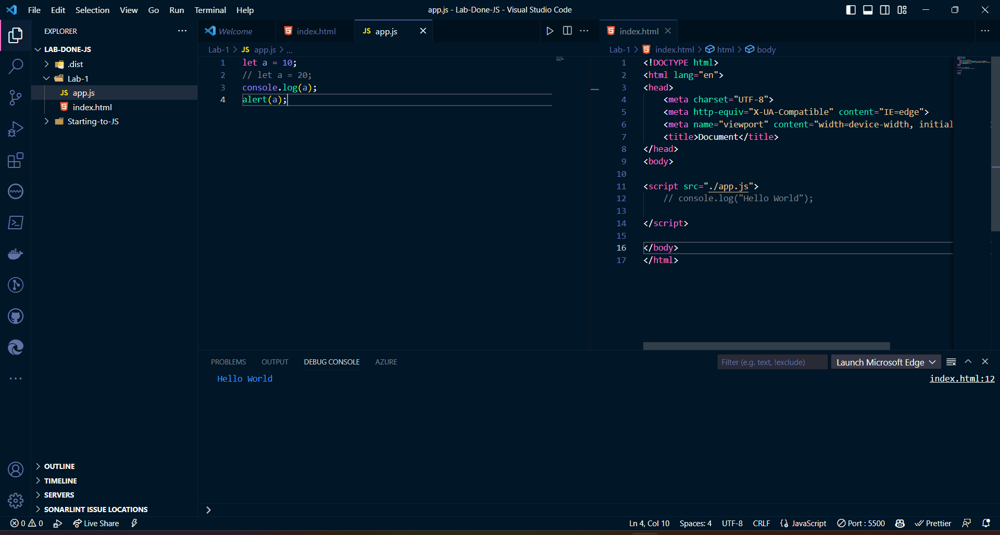 File Edit Selection View Go Run Terminal Help
app.js - Lab-Done-JS - Visual Studio Code
EXPLORER
LAB-DONE-JS
.dist
Lab-1
JS app.js
index.html
Starting-to-JS
OUTLINE
TIMELINE
SERVERS
SONARLINT ISSUE LOCATIONS
Welcome
index.html
JS app.js
Lab-1 > JS app.js > ...
1 let a = 10;
2 // let a = 20;
3 console.log(a);
4 alert(a);
index.html
Lab-1 > index.html > html > body
1 <!DOCTYPE html>
2 <html lang="en">
3 <head>
4 <meta charset="UTF-8">
5 <meta http-equiv="X-UA-Compatible" content="IE=edge">
6 <meta name="viewport" content="width=device-width, initial
7 <title>Document</title>
8 </head>
9 <body>
10
11 <script src="./app.js">
12 // console.log("Hello World");
13
14 </script>
15
16 </body>
17 </html>
PROBLEMS OUTPUT DEBUG CONSOLE AZURE
Filter (e.g. text, !exclude)
Launch Microsoft Edge
Hello World
index.html:12
0 0 Live Share
Ln 4, Col 10 Spaces: 4 UTF-8 CRLF JavaScript Port : 5500 Prettier